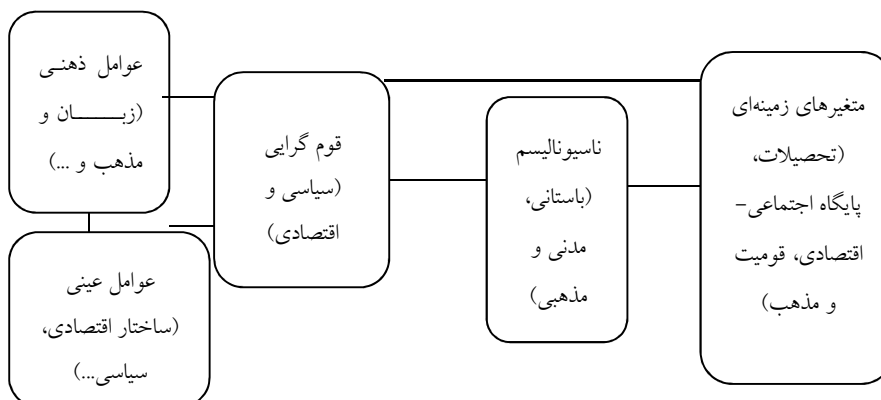 متغیرهای زمینه‌ای
(تحصیلات،
پایگاه اجتماعی-
اقتصادی، قومیت
و مذهب)
ناسیونالیسم
(باستانی،
مدنی و
مذهبی)
قوم گرایی
(سیاسی و
اقتصادی)
عوامل ذهنی
(زبان و
مذهب و ...)
عوامل عینی
(ساختار اقتصادی،
سیاسی...)